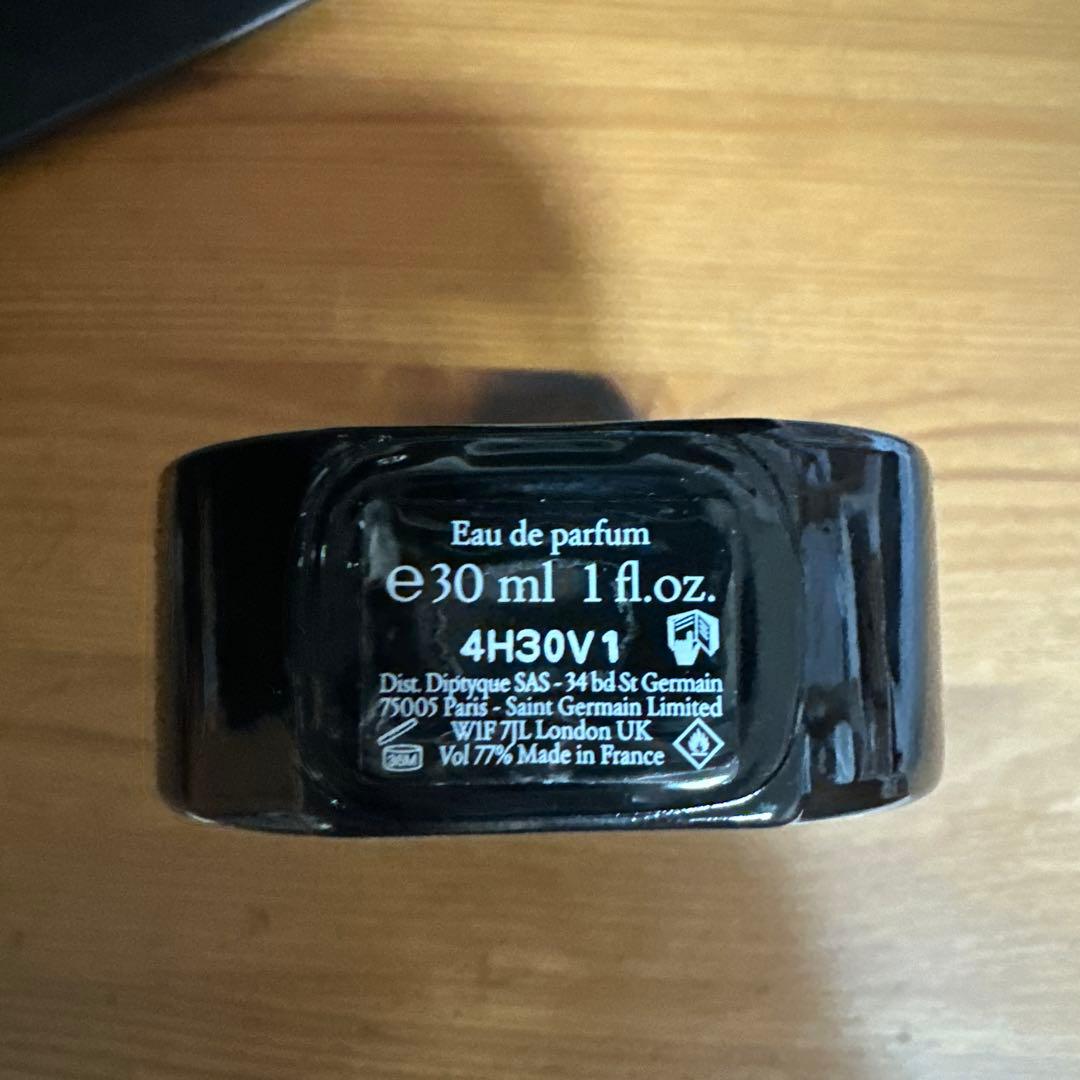 Eau de parfum
℮30 ml 1 fl.oz.
4H30V1
Dist. Diptyque SAS - 34 bd St Germain
75005 Paris - Saint Germain Limited
W1F 7JL London UK
36M
Vol 77% Made in France